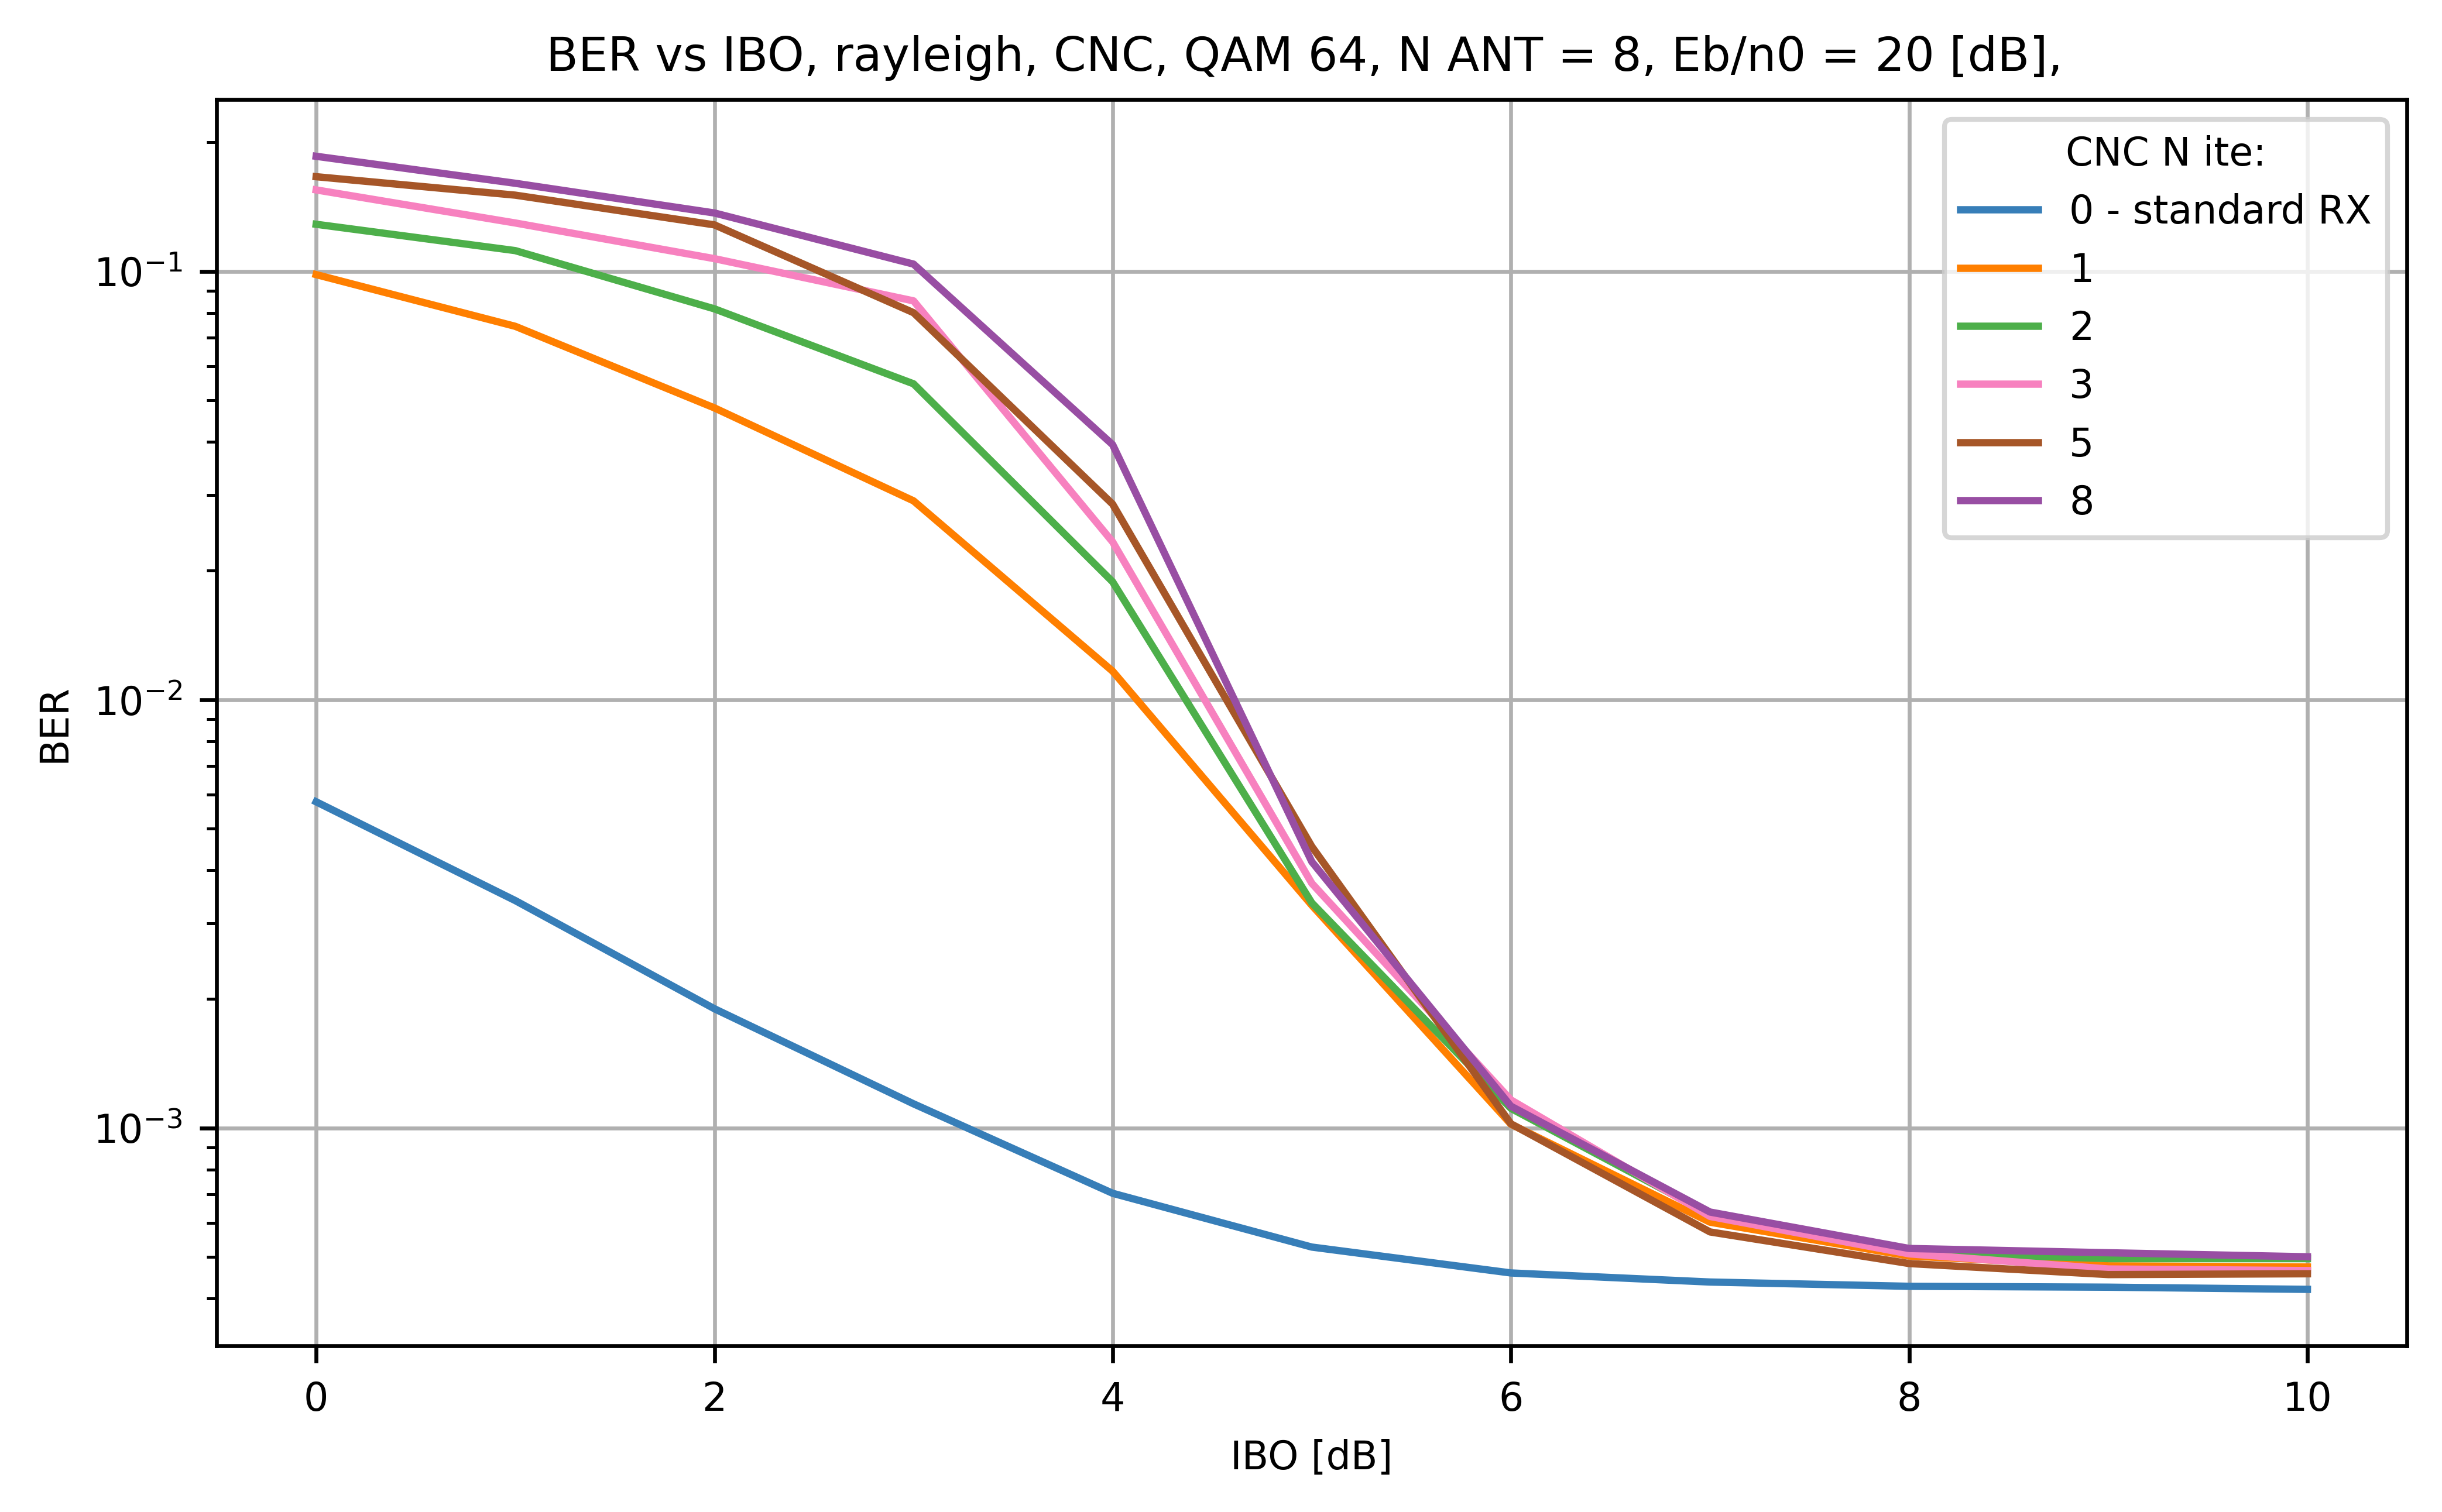 BER vs IBO, rayleigh, CNC, QAM 64, N ANT = 8, Eb/n0 = 20 [dB],
CNC N ite:
0 - standard RX
1
2
3
5
8
BER
10⁻¹
10⁻²
10⁻³
0 2 4 6 8 10
IBO [dB]